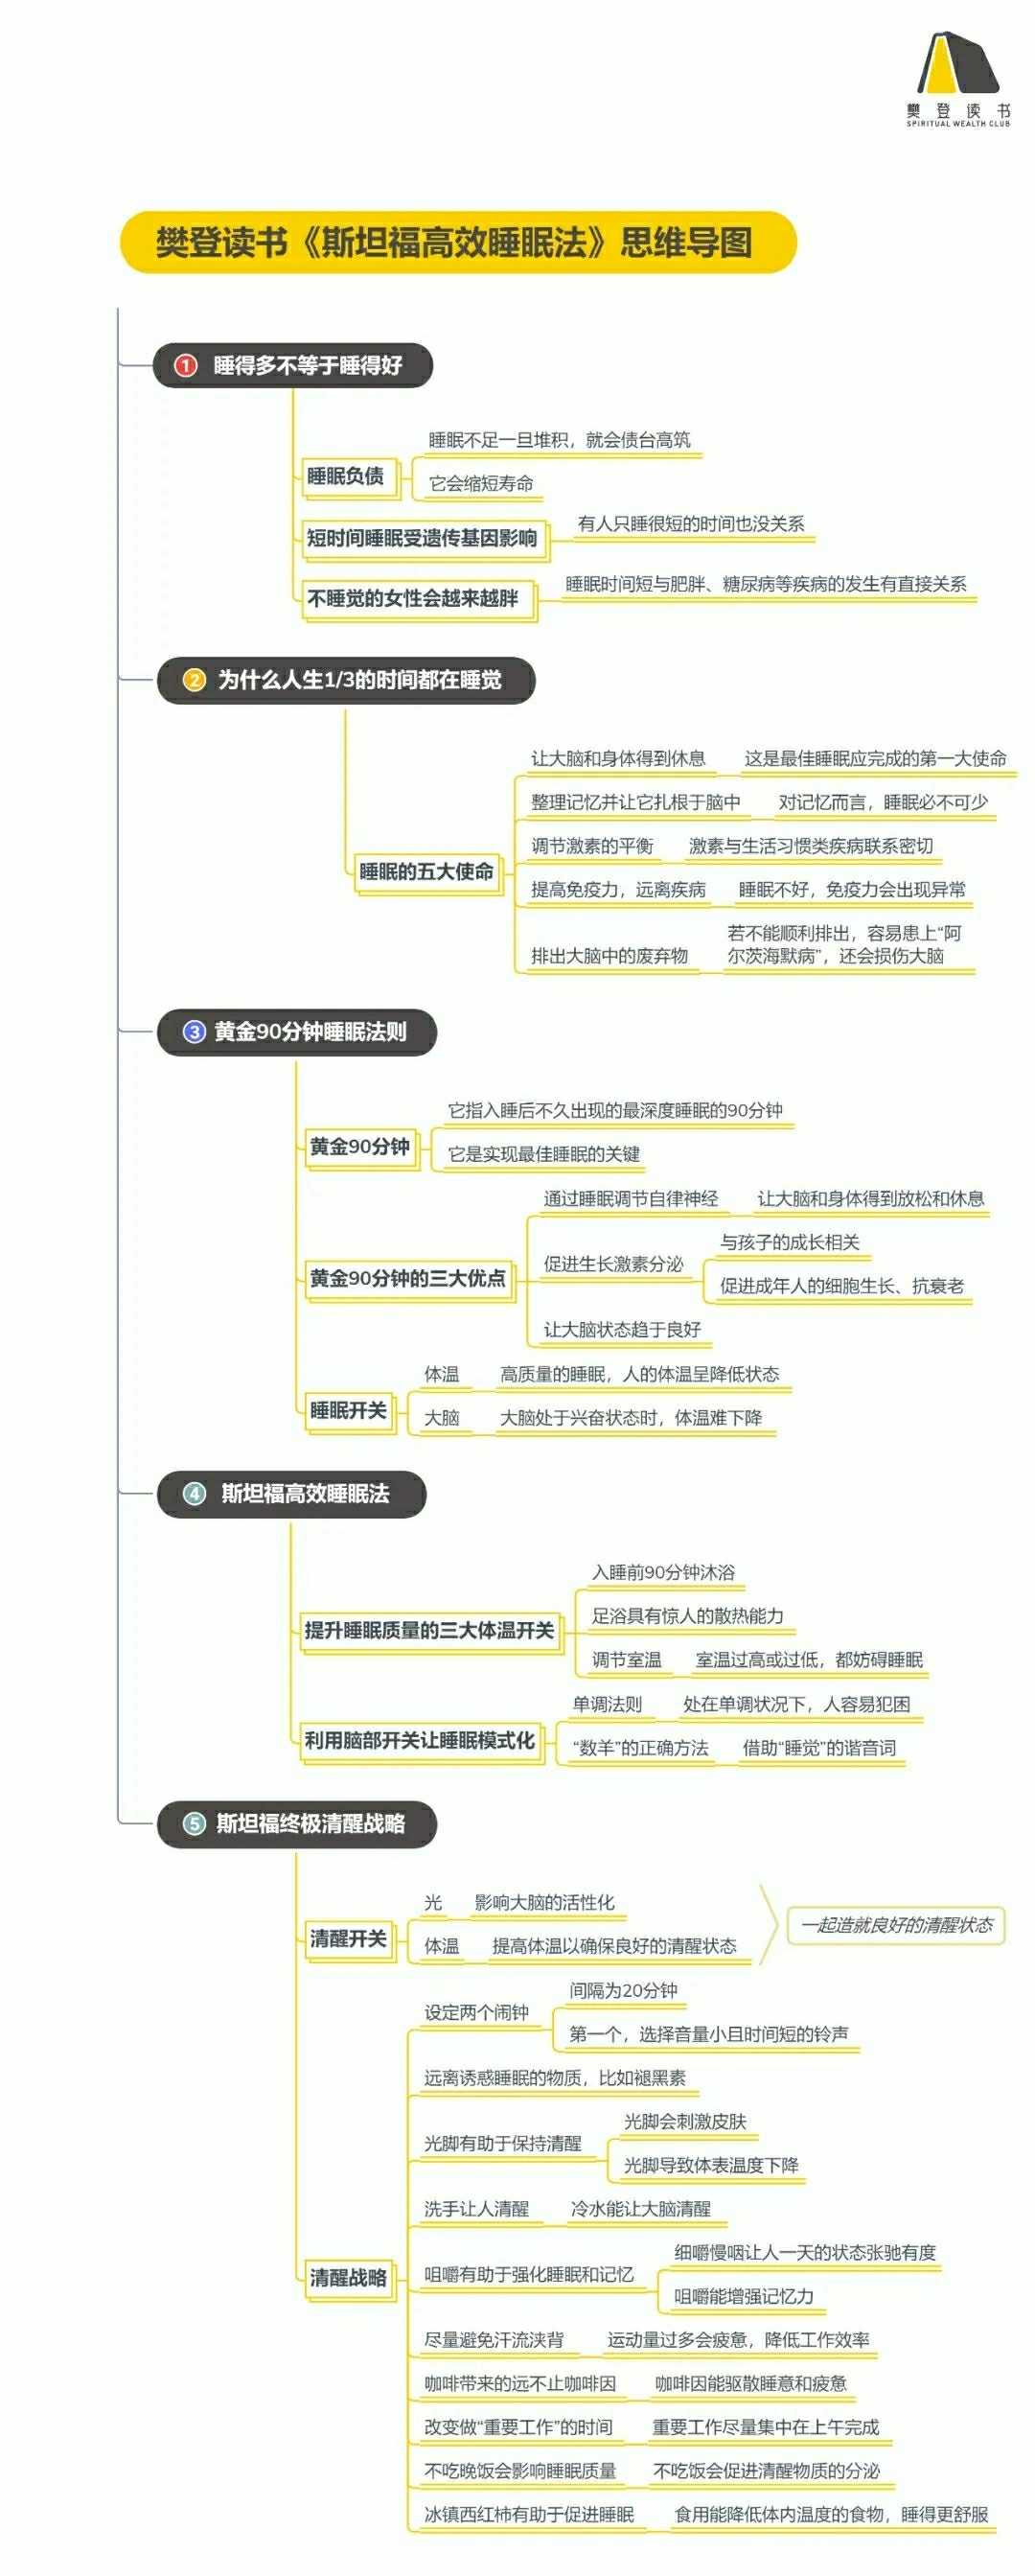 樊登读书
SPIRITUAL WEALTH CLUB
樊登读书《斯坦福高效睡眠法》思维导图
1 睡得多不等于睡得好
睡眠不足一旦堆积，就会债台高筑
睡眠负债
它会缩短寿命
有人只睡很短的时间也没关系
短时间睡眠受遗传基因影响
睡眠时间短与肥胖、糖尿病等疾病的发生有直接关系
不睡觉的女性会越来越胖
2 为什么人生1/3的时间都在睡觉
让大脑和身体得到休息 这是最佳睡眠应完成的第一大使命
整理记忆并让它扎根于脑中 对记忆而言，睡眠必不可少
调节激素的平衡 激素与生活习惯类疾病联系密切
睡眠的五大使命
提高免疫力，远离疾病 睡眠不好，免疫力会出现异常
若不能顺利排出，容易患上“阿
排出大脑中的废弃物 尔茨海默病”，还会损伤大脑
3 黄金90分钟睡眠法则
它指入睡后不久出现的最深度睡眠的90分钟
黄金90分钟
它是实现最佳睡眠的关键
通过睡眠调节自律神经 让大脑和身体得到放松和休息
与孩子的成长相关
促进生长激素分泌
黄金90分钟的三大优点
促进成年人的细胞生长、抗衰老
让大脑状态趋于良好
体温 高质量的睡眠，人的体温呈降低状态
睡眠开关
大脑 大脑处于兴奋状态时，体温难下降
4 斯坦福高效睡眠法
入睡前90分钟沐浴
足浴具有惊人的散热能力
提升睡眠质量的三大体温开关
调节室温 室温过高或过低，都妨碍睡眠
单调法则 处在单调状况下，人容易犯困
利用脑部开关让睡眠模式化
“数羊”的正确方法 借助“睡觉”的谐音词
5 斯坦福终极清醒战略
光 影响大脑的活性化
一起造就良好的清醒状态
清醒开关
体温 提高体温以确保良好的清醒状态
间隔为20分钟
设定两个闹钟
第一个，选择音量小且时间短的铃声
远离诱惑睡眠的物质，比如褪黑素
光脚会刺激皮肤
光脚有助于保持清醒
光脚导致体表温度下降
洗手让人清醒 冷水能让大脑清醒
细嚼慢咽让人一天的状态张驰有度
咀嚼有助于强化睡眠和记忆
清醒战略
咀嚼能增强记忆力
尽量避免汗流浃背 运动量过多会疲惫，降低工作效率
咖啡带来的远不止咖啡因 咖啡因能驱散睡意和疲惫
改变做“重要工作”的时间 重要工作尽量集中在上午完成
不吃晚饭会影响睡眠质量 不吃饭会促进清醒物质的分泌
冰镇西红柿有助于促进睡眠 食用能降低体内温度的食物，睡得更舒服